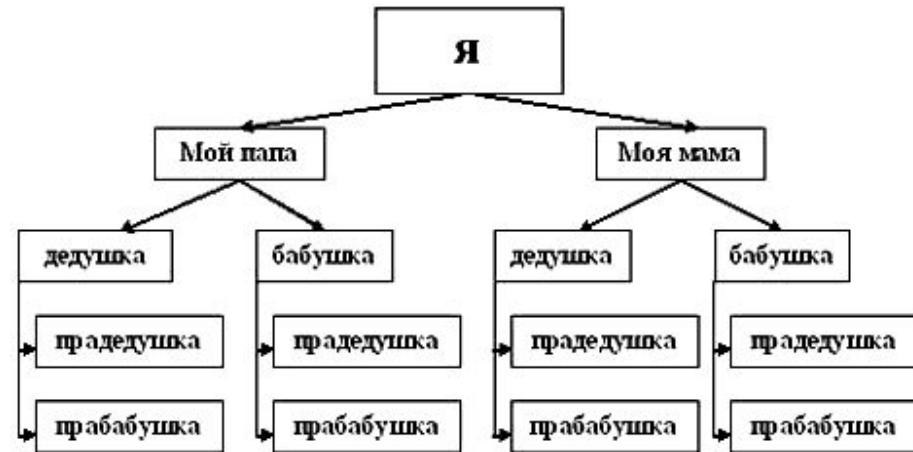 Я
Мой папа
Моя мама
дедушка
бабушка
дедушка
бабушка
прадедушка
прадедушка
прадедушка
прадедушка
прабабушка
прабабушка
прабабушка
прабабушка